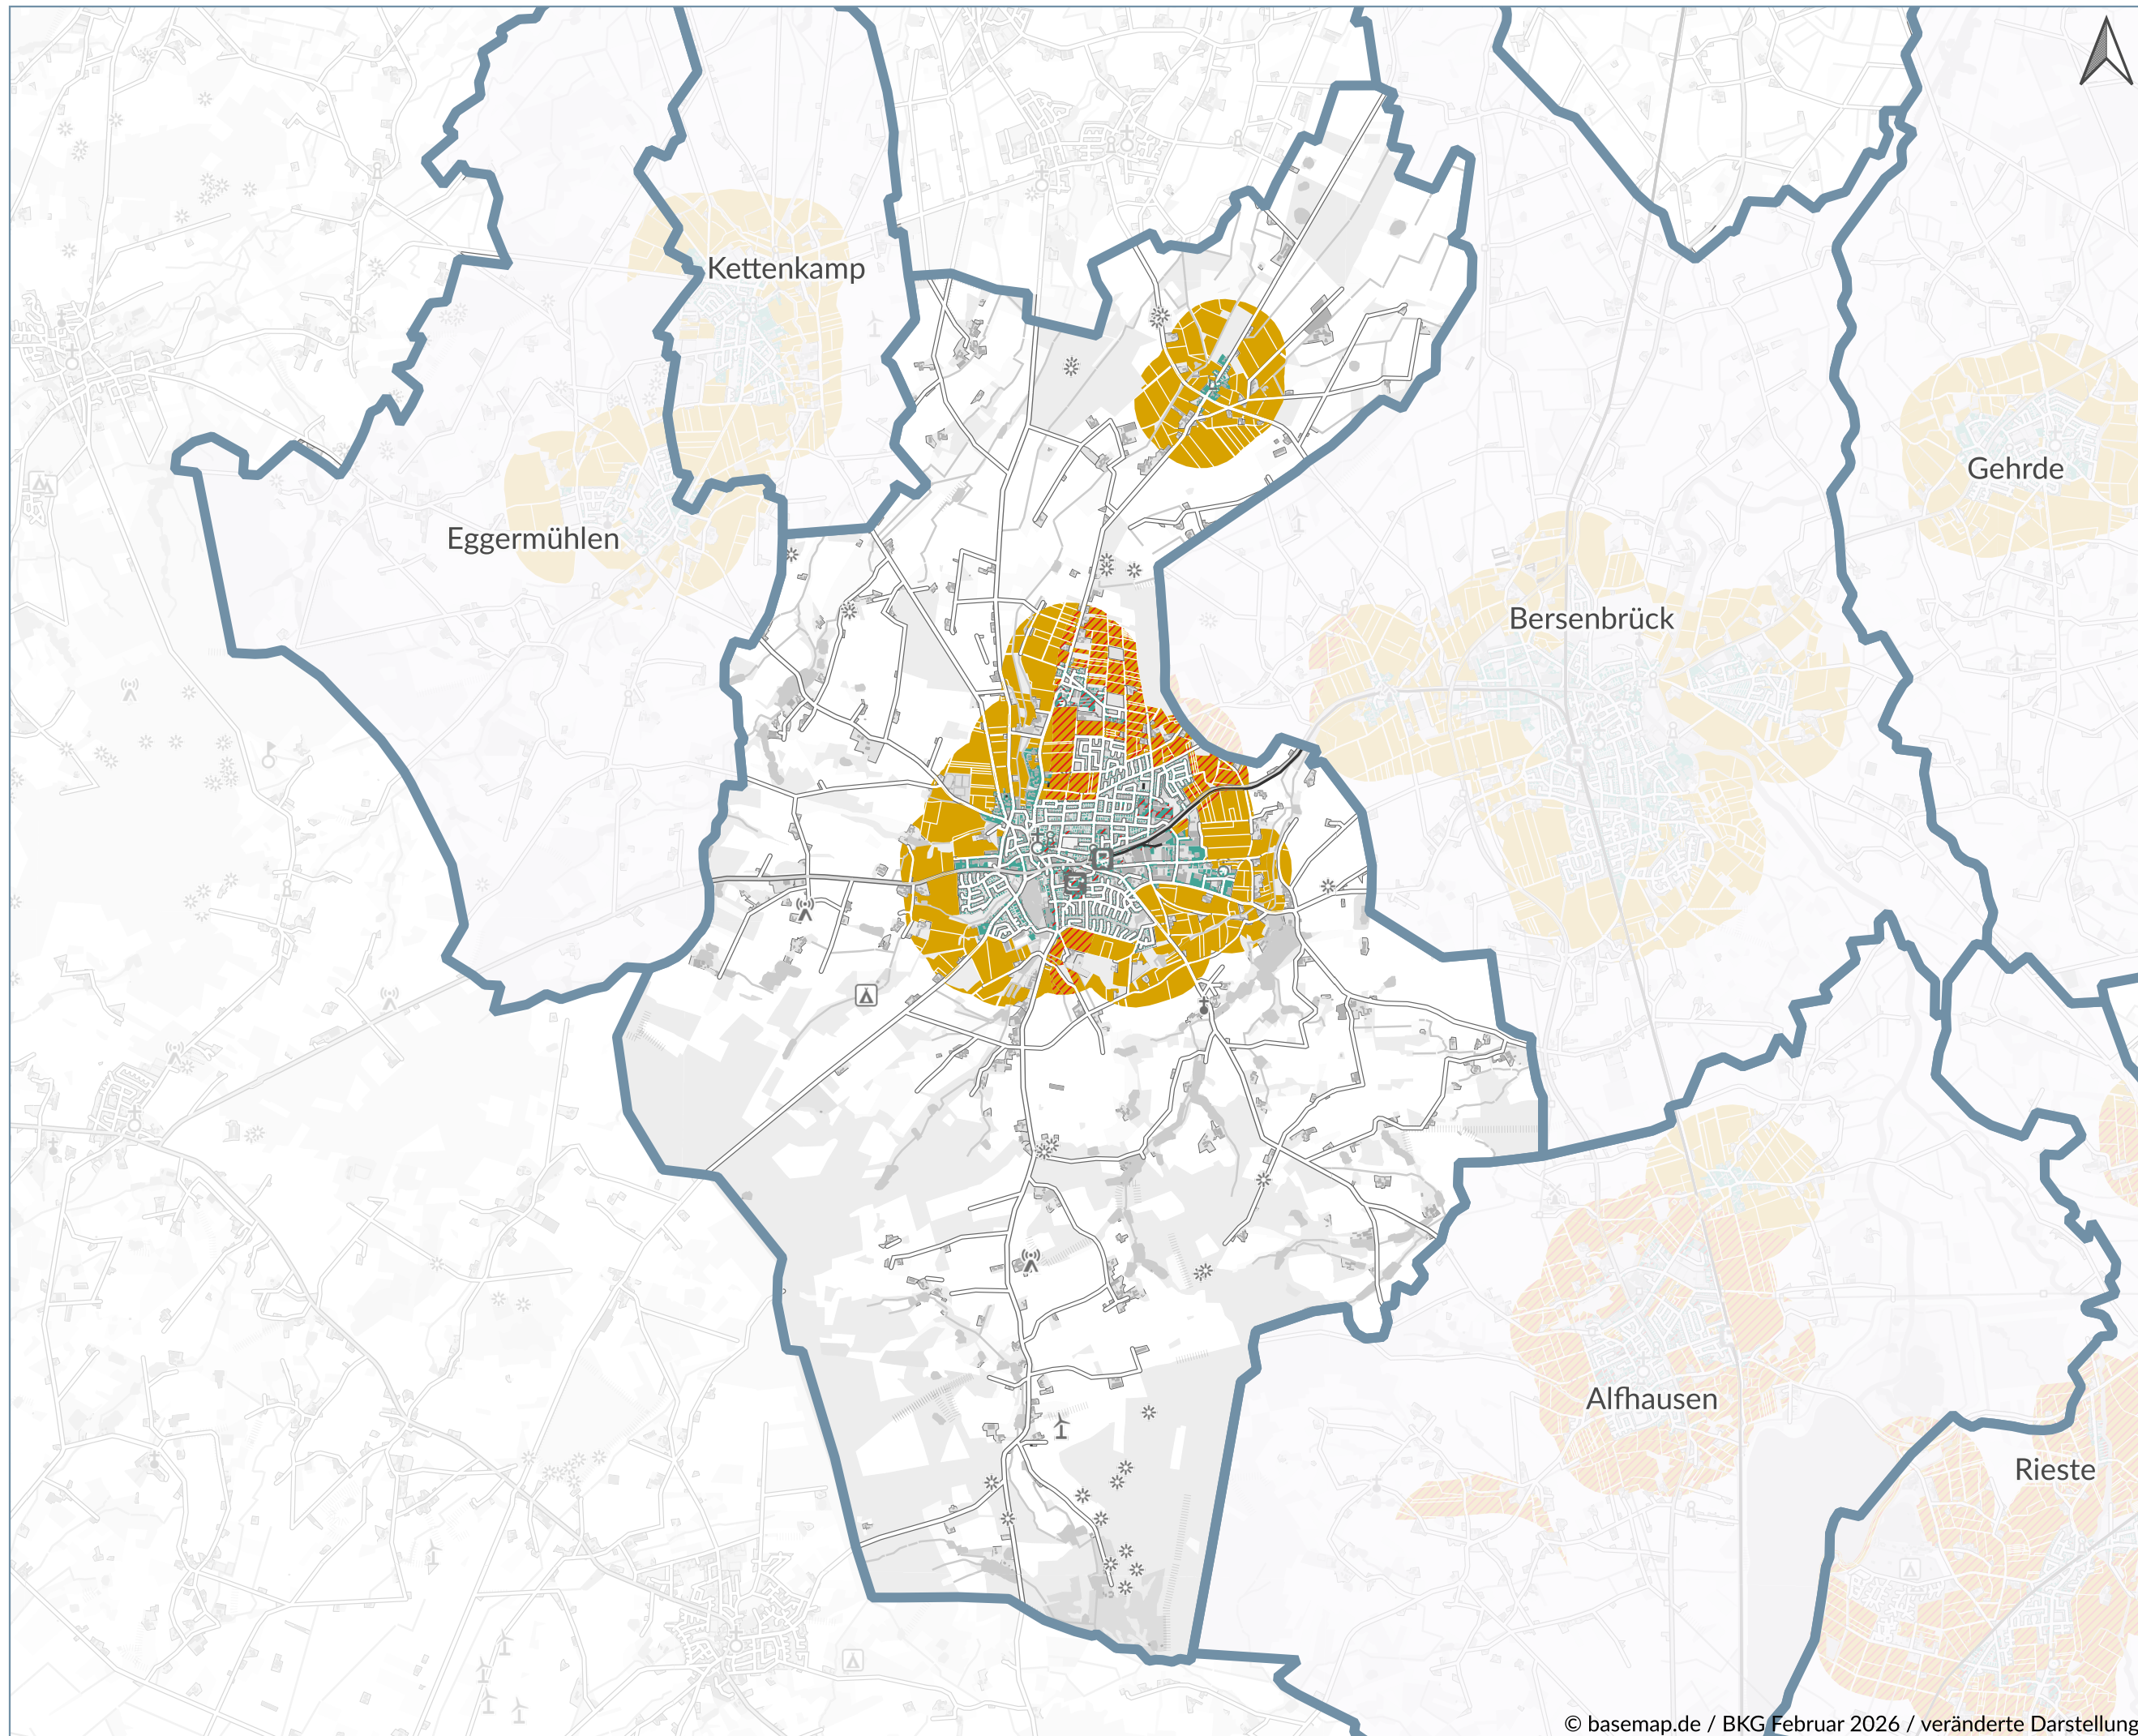 Kettenkamp
Gehrde
Eggermühlen
Bersenbrück
Alfhausen
Rieste
© basemap.de / BKG Februar 2026 / veränderte Darstellung